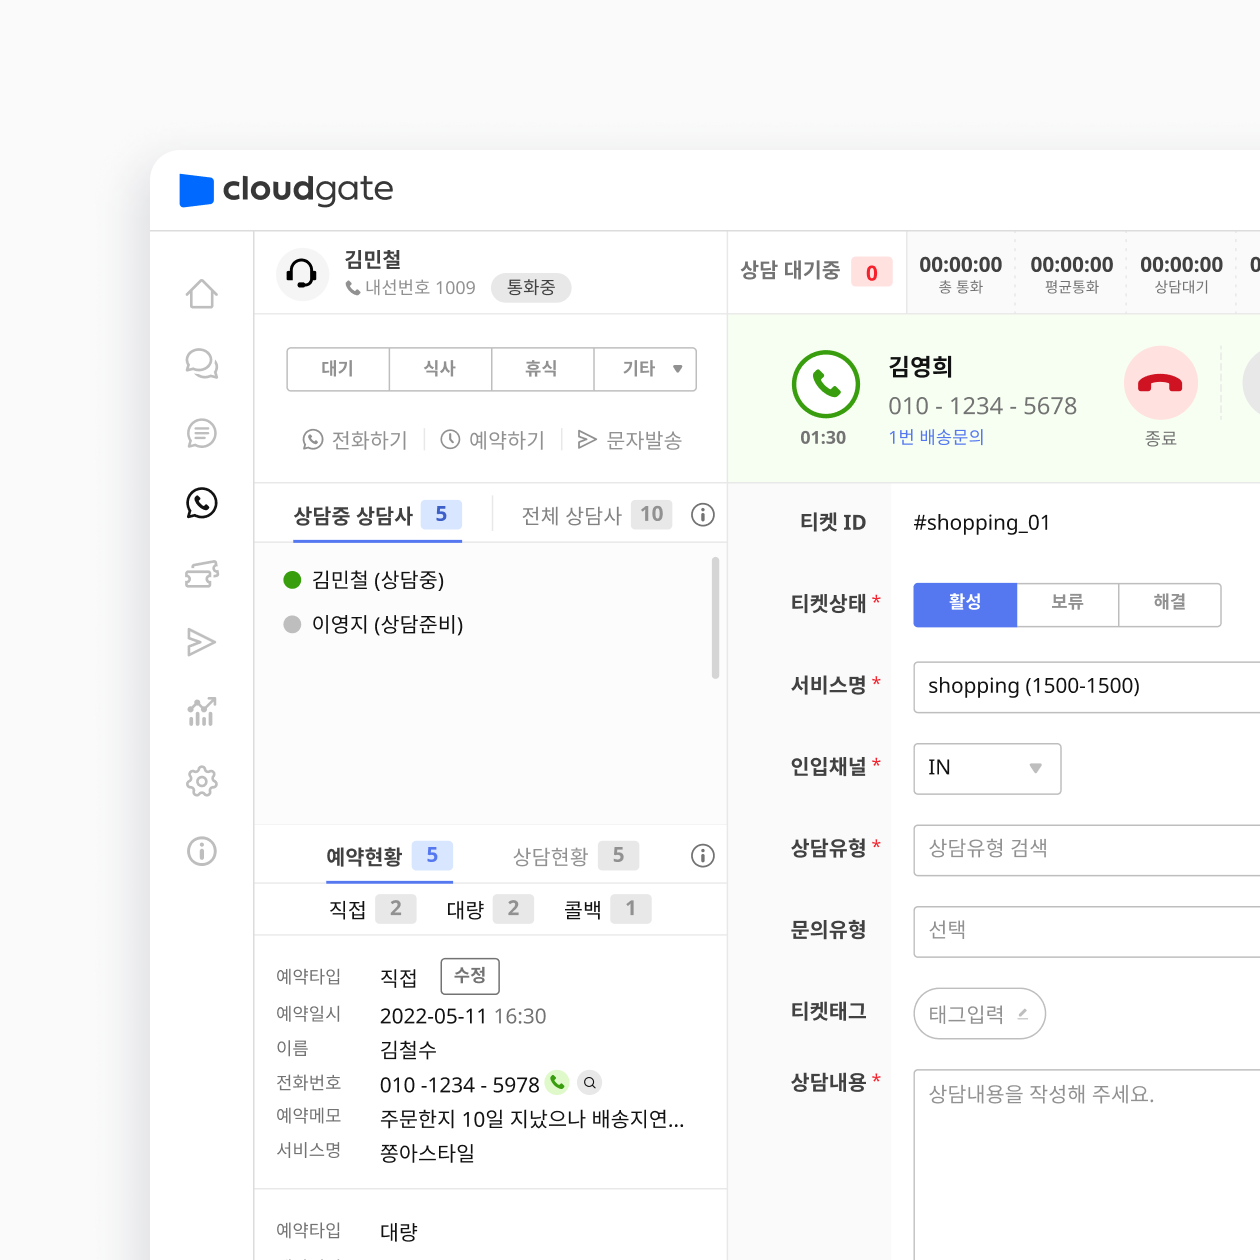 cloudgate
김민철
내선번호 1009 통화중
상담 대기중 0
00:00:00 00:00:00 00:00:00
총 통화 평균통화 상담대기
대기 식사 휴식 기타
전화하기 예약하기 문자발송
김영희
010 - 1234 - 5678
01:30 1번 배송문의
종료
상담중 상담사 5 전체 상담사 10
김민철 (상담중)
이영지 (상담준비)
예약현황 5 상담현황 5
직접 2 대량 2 콜백 1
예약타입 직접 수정
예약일시 2022-05-11 16:30
이름 김철수
전화번호 010 -1234 - 5978
예약메모 주문한지 10일 지났으나 배송지연...
서비스명 쫑아스타일
예약타입 대량
티켓 ID #shopping_01
티켓상태 * 활성 보류 해결
서비스명 * shopping (1500-1500)
인입채널 * IN
상담유형 * 상담유형 검색
문의유형 선택
티켓태그 태그입력
상담내용 * 상담내용을 작성해 주세요.